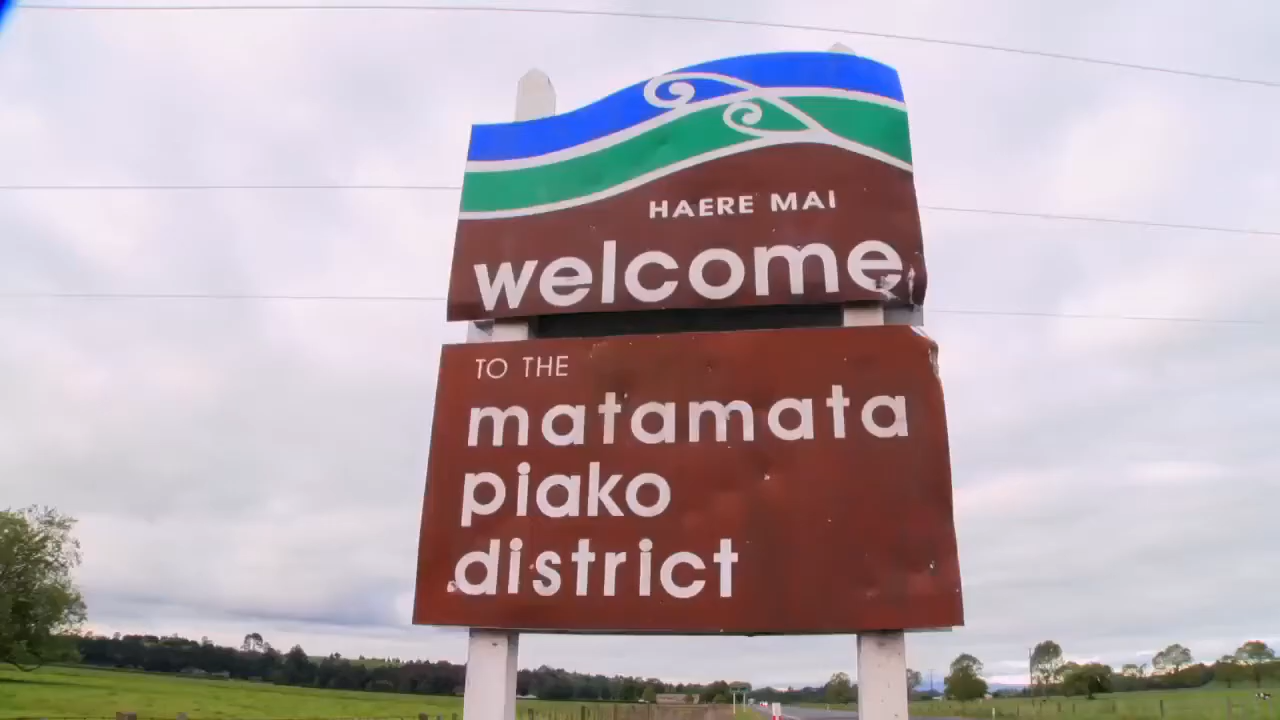 HAERE MAI
welcome
TO THE
matamata
piako
district